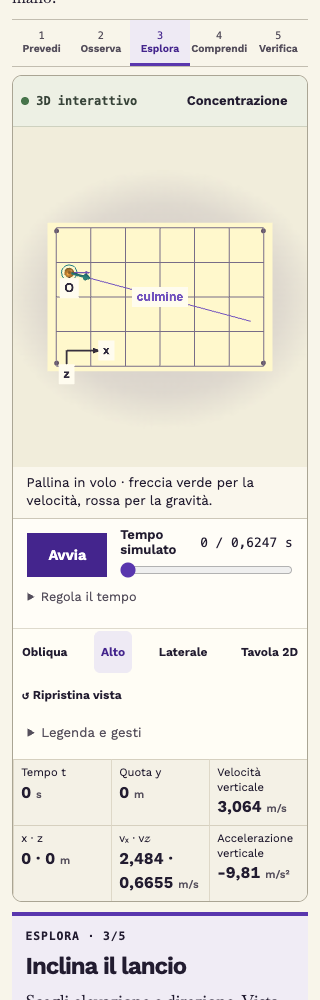 1
Prevedi
2
Osserva
3
Esplora
4
Comprendi
5
Verifica
3D interattivo
Concentrazione
O
culmine
x
z
Pallina in volo · freccia verde per la
velocità, rossa per la gravità.
Avvia
Tempo
simulato
0 / 0,6247 s
▶ Regola il tempo
Obliqua
Alto
Laterale
Tavola 2D
↺ Ripristina vista
▶ Legenda e gesti
Tempo t
0 s
Quota y
0 m
Velocità
verticale
3,064 m/s
x · z
0 · 0 m
vₓ · v𝑧
2,484 ·
0,6655 m/s
Accelerazione
verticale
-9,81 m/s²
ESPLORA · 3/5
Inclina il lancio